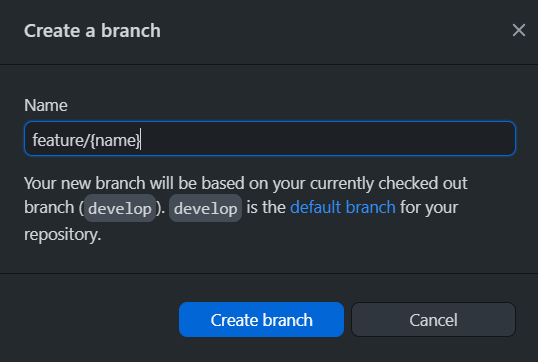 Create a branch
Name
feature/{name}
Your new branch will be based on your currently checked out
branch (develop). develop is the default branch for your
repository.
Create branch
Cancel